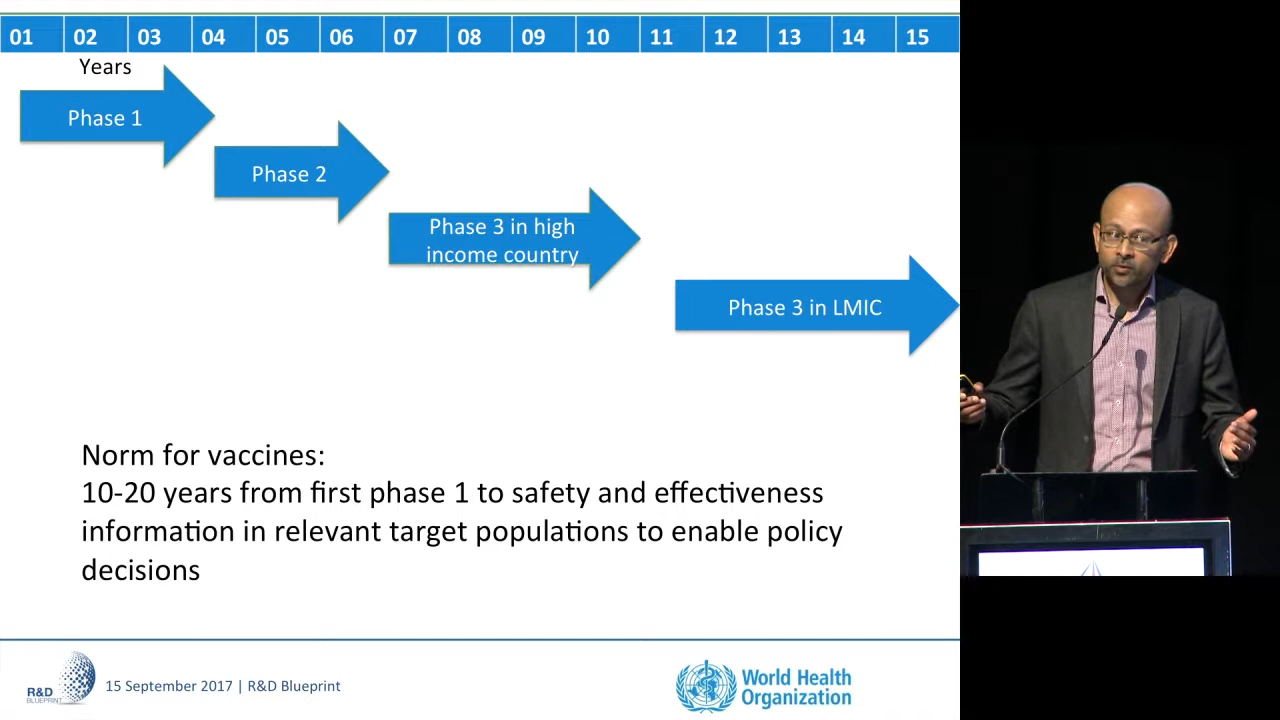 01 02 03 04 05 06 07 08 09 10 11 12 13 14 15
Years
Phase 1
Phase 2
Phase 3 in high
income country
Phase 3 in LMIC
Norm for vaccines:
10-20 years from first phase 1 to safety and effectiveness
information in relevant target populations to enable policy
decisions
R&D
BLUEPRINT
15 September 2017 | R&D Blueprint
World Health
Organization